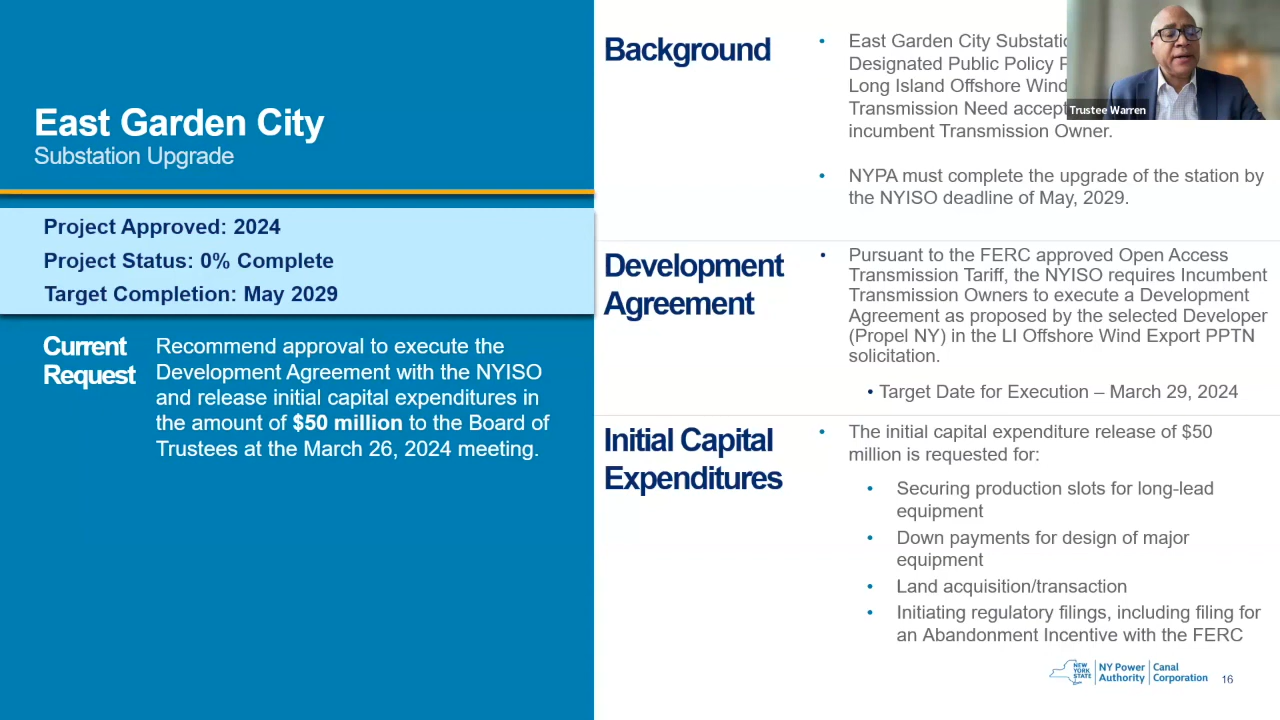 East Garden City
Substation Upgrade
Project Approved: 2024
Project Status: 0% Complete
Target Completion: May 2029
Current
Request
Recommend approval to execute the
Development Agreement with the NYISO
and release initial capital expenditures in
the amount of $50 million to the Board of
Trustees at the March 26, 2024 meeting.
Background
• East Garden City
Designated Public Policy
Long Island Offshore Wind
Transmission Need
incumbent Transmission Owner.
• NYPA must complete the upgrade of the station by
the NYISO deadline of May, 2029.
Trustee Warren
Development
Agreement
• Pursuant to the FERC approved Open Access
Transmission Tariff, the NYISO requires Incumbent
Transmission Owners to execute a Development
Agreement as proposed by the selected Developer
(Propel NY) in the LI Offshore Wind Export PPTN
solicitation.
• Target Date for Execution – March 29, 2024
Initial Capital
Expenditures
• The initial capital expenditure release of $50
million is requested for:
• Securing production slots for long-lead
equipment
• Down payments for design of major
equipment
• Land acquisition/transaction
• Initiating regulatory filings, including filing for
an Abandonment Incentive with the FERC
NEW
YORK
STATE
NY Power
Authority
Canal
Corporation
16